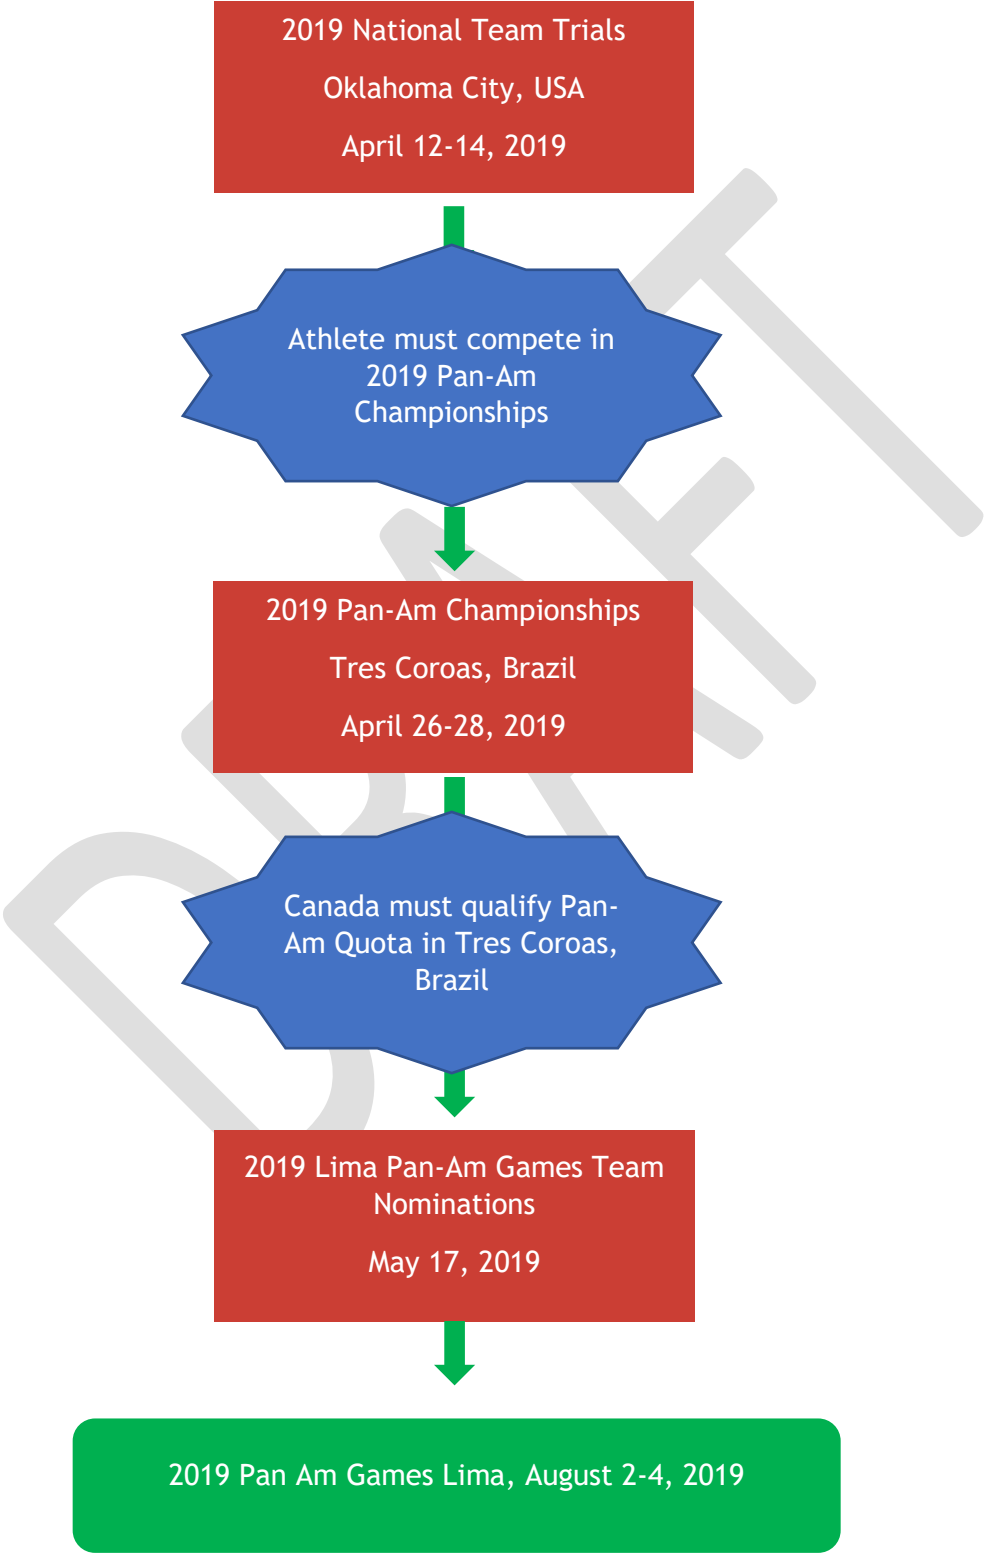 2019 National Team Trials
Oklahoma City, USA
April 12-14, 2019
Athlete must compete in
2019 Pan-Am
Championships
2019 Pan-Am Championships
Tres Coroas, Brazil
April 26-28, 2019
Canada must qualify Pan-
Am Quota in Tres Coroas,
Brazil
2019 Lima Pan-Am Games Team
Nominations
May 17, 2019
2019 Pan Am Games Lima, August 2-4, 2019
DRAFT